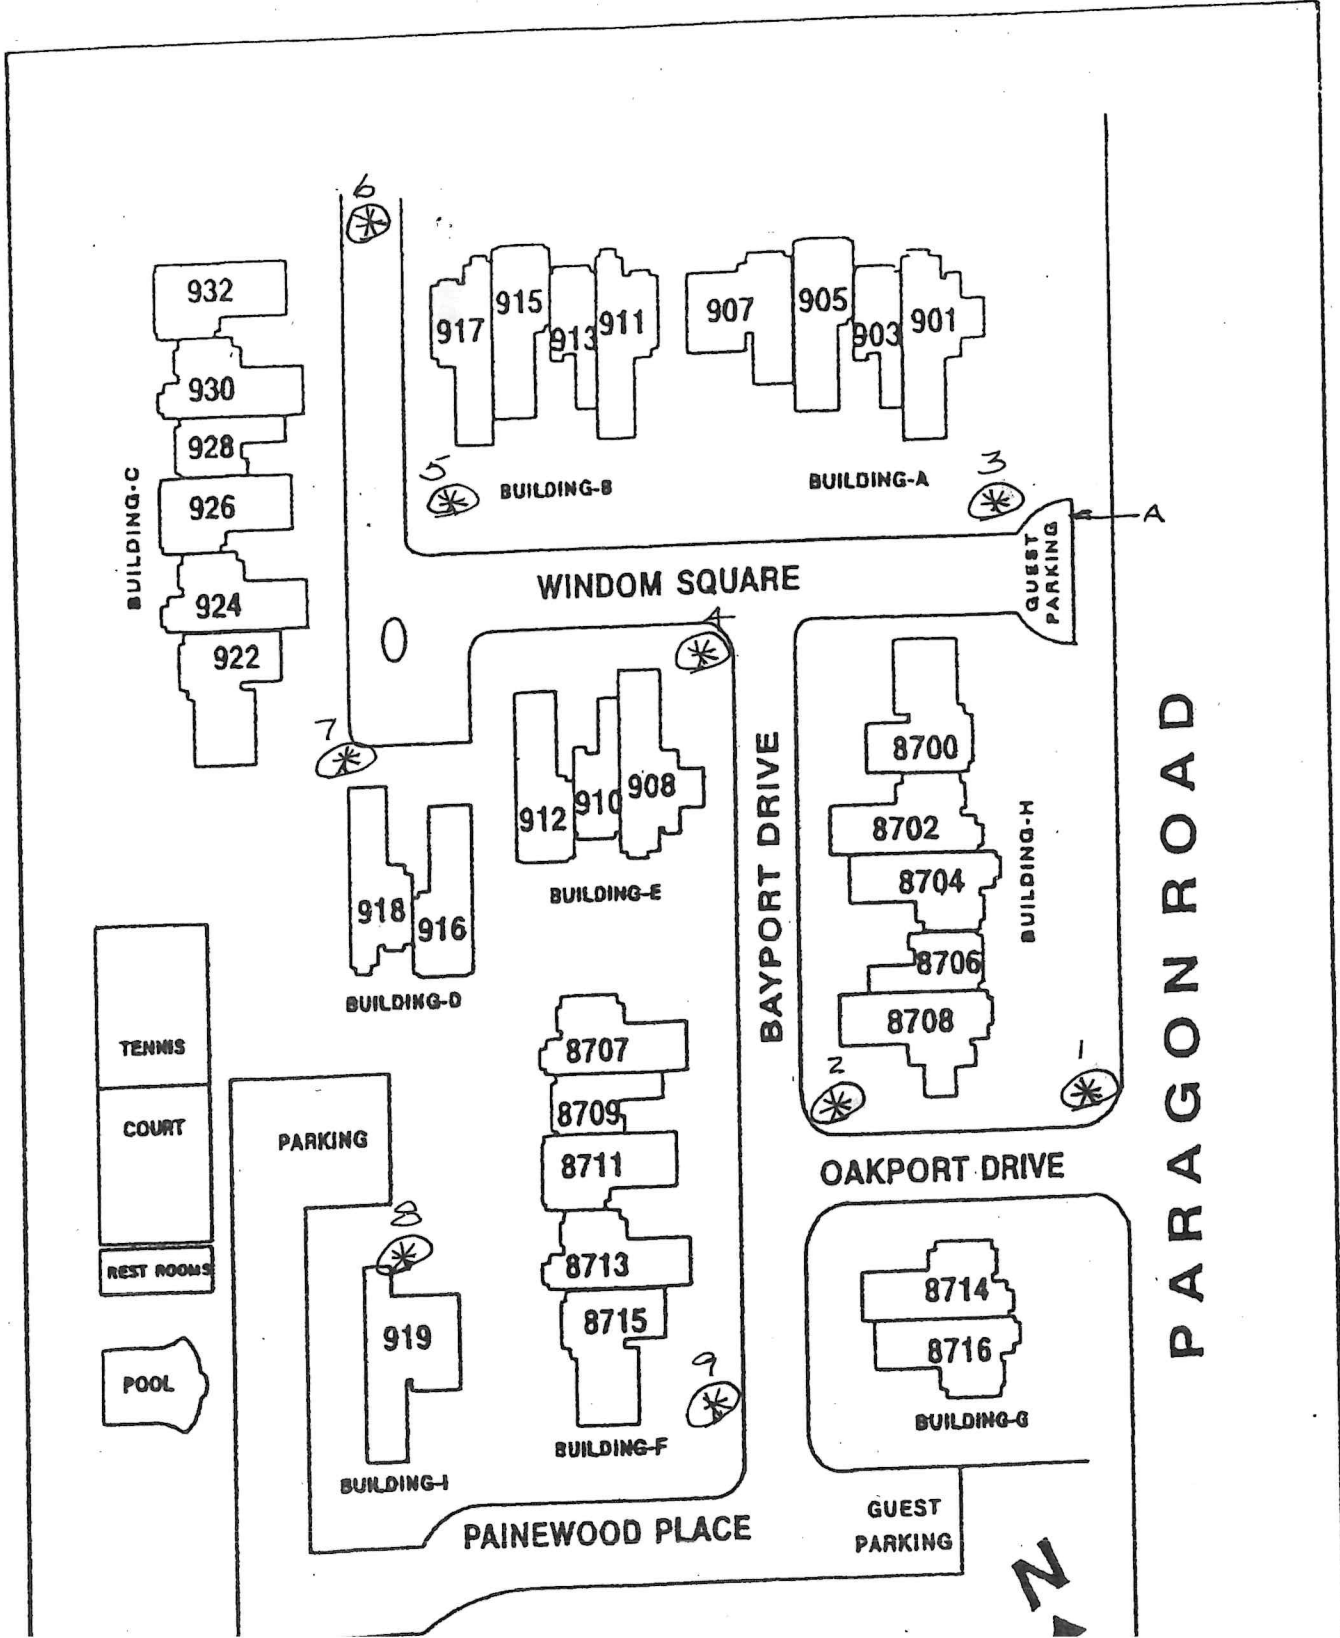 6
932
930
928
926
924
922
BUILDING-C
917
915
913
911
BUILDING-B
907
905
903
901
BUILDING-A
5
3
A
GUEST
PARKING
WINDOM SQUARE
4
7
912
910
908
BUILDING-E
918
916
BUILDING-D
BAYPORT DRIVE
8700
8702
8704
8706
8708
BUILDING-H
PARAGON ROAD
2
1
OAKPORT DRIVE
TENNIS
COURT
REST ROOMS
POOL
PARKING
8
919
BUILDING-I
8707
8709
8711
8713
8715
BUILDING-F
9
8714
8716
BUILDING-G
PAINEWOOD PLACE
GUEST
PARKING
N